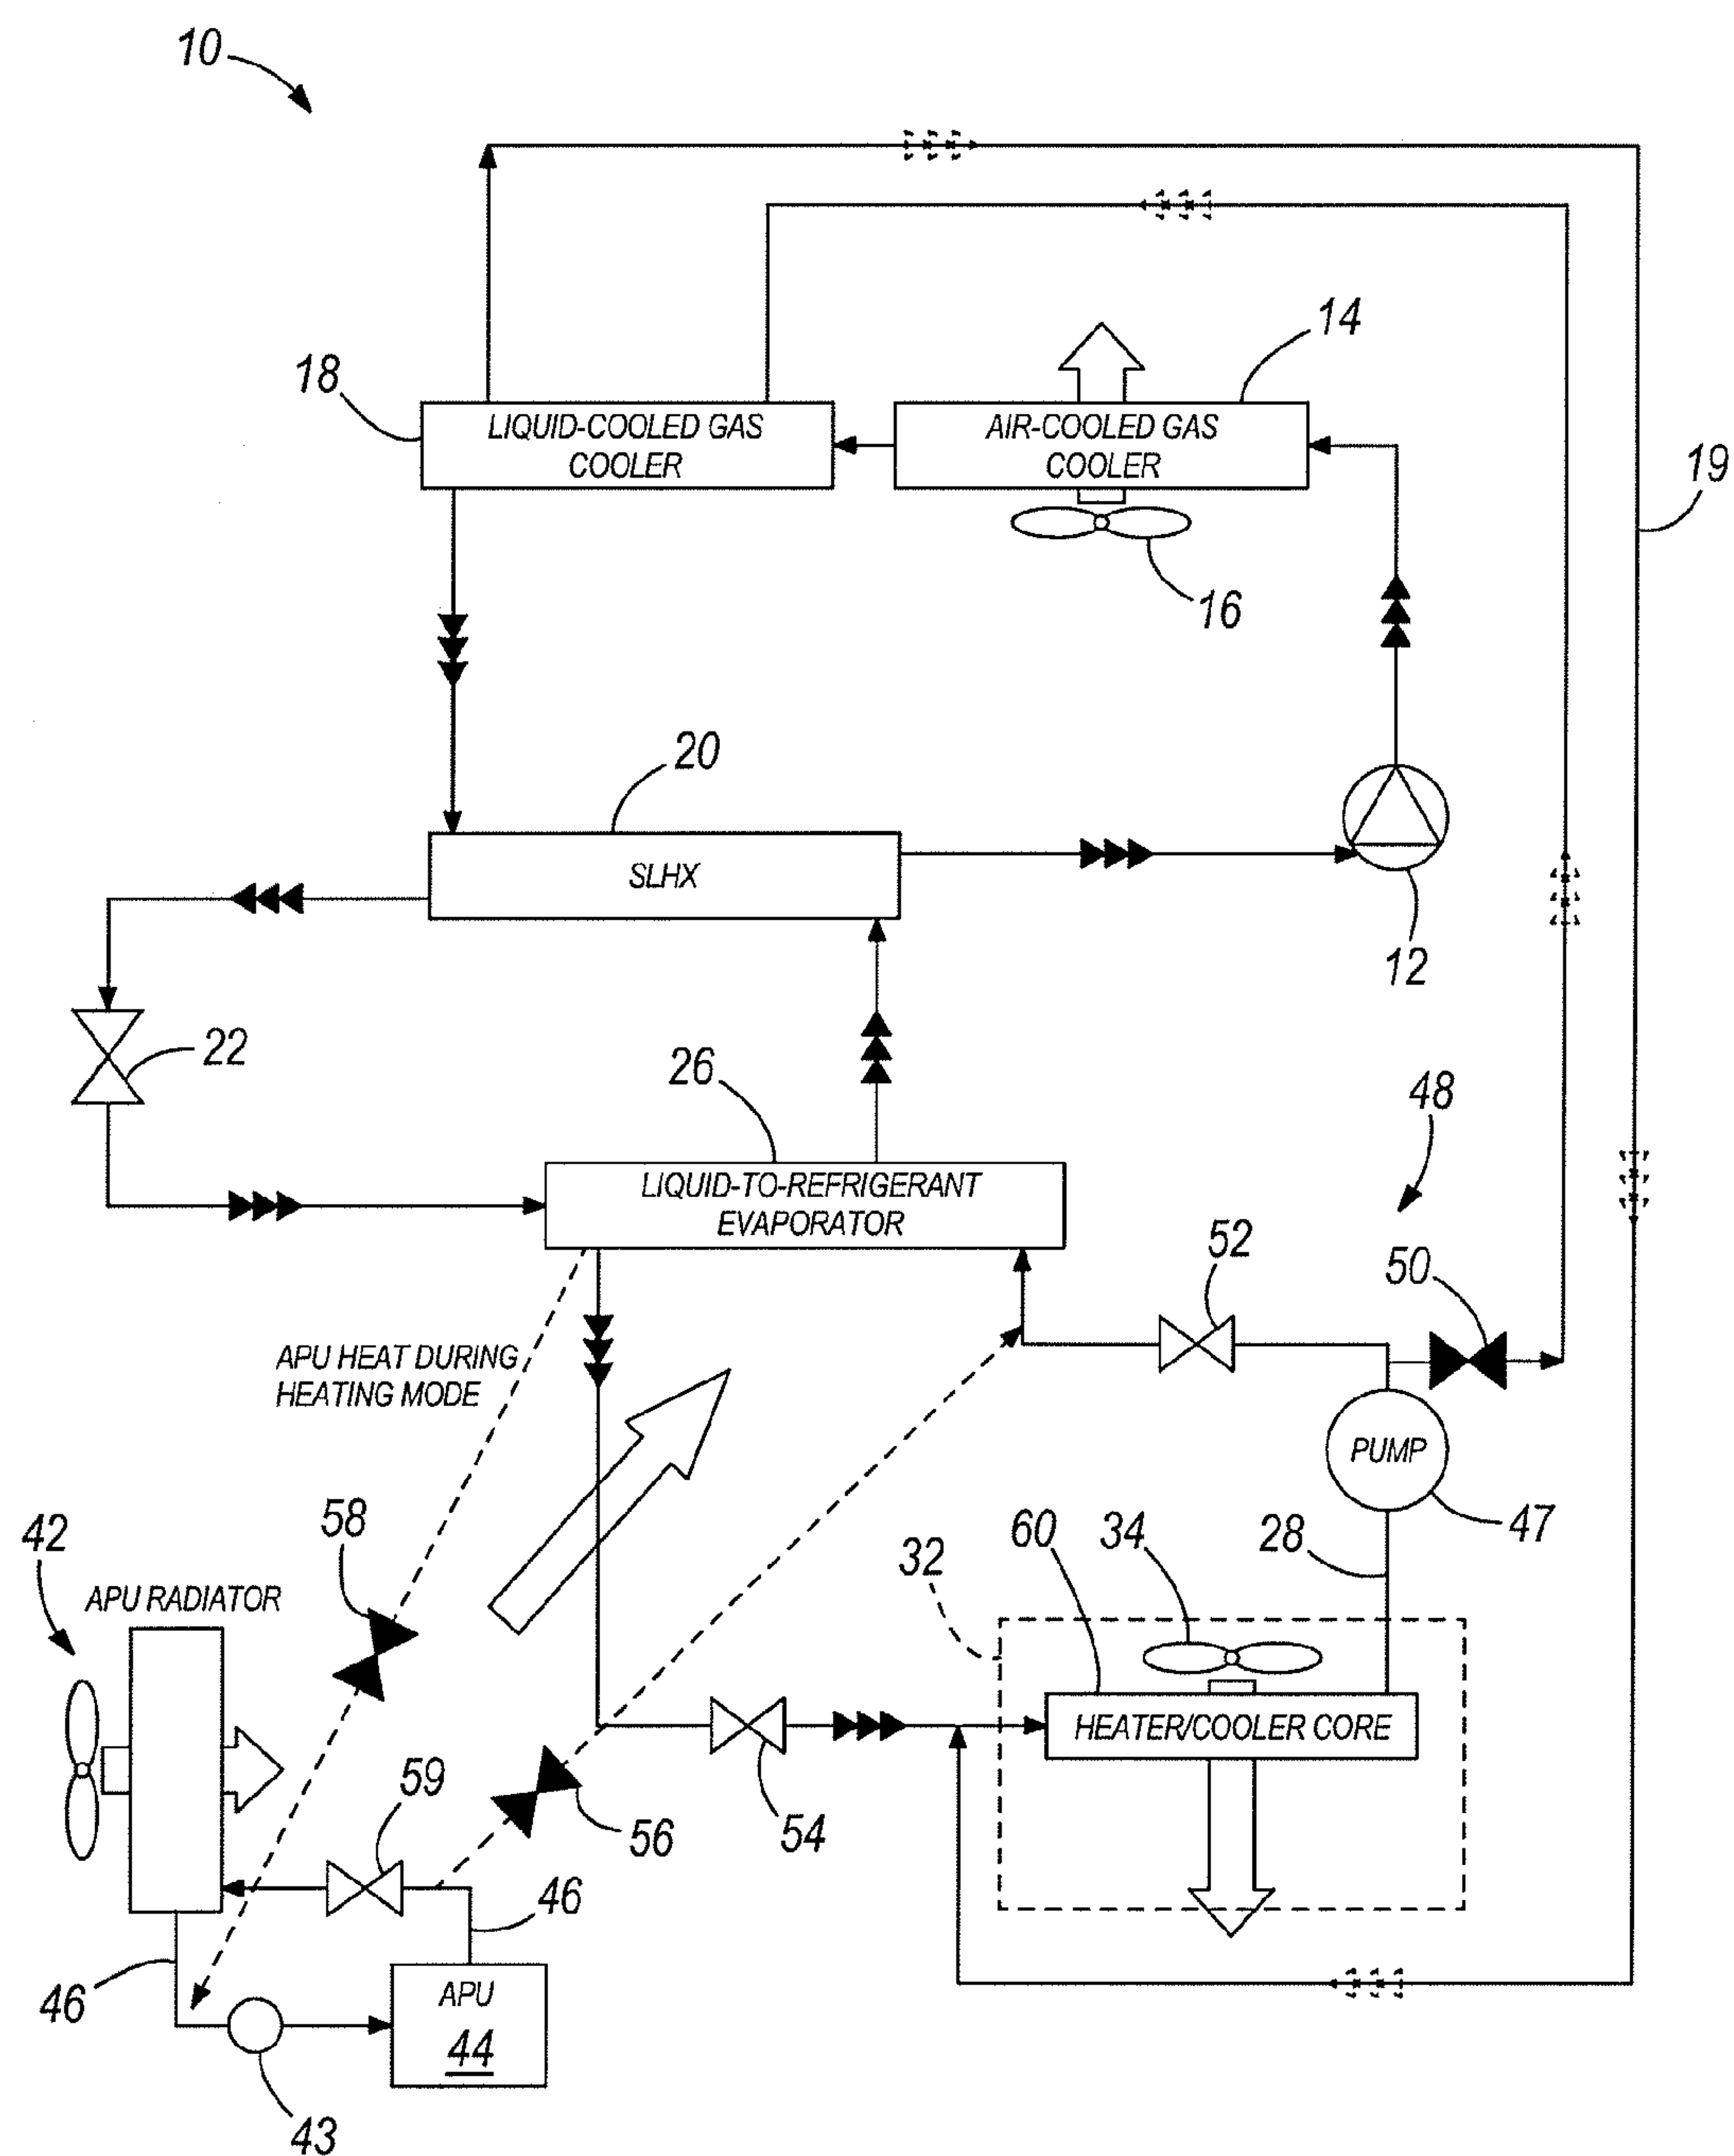 10
14
18
LIQUID-COOLED GAS
COOLER
AIR-COOLED GAS
COOLER
19
16
20
SLHX
12
22
26
48
LIQUID-TO-REFRIGERANT
EVAPORATOR
52
50
APU HEAT DURING
HEATING MODE
PUMP
58
42
60
34
28
47
32
APU RADIATOR
HEATER/COOLER CORE
59
56
54
46
46
APU
44
43